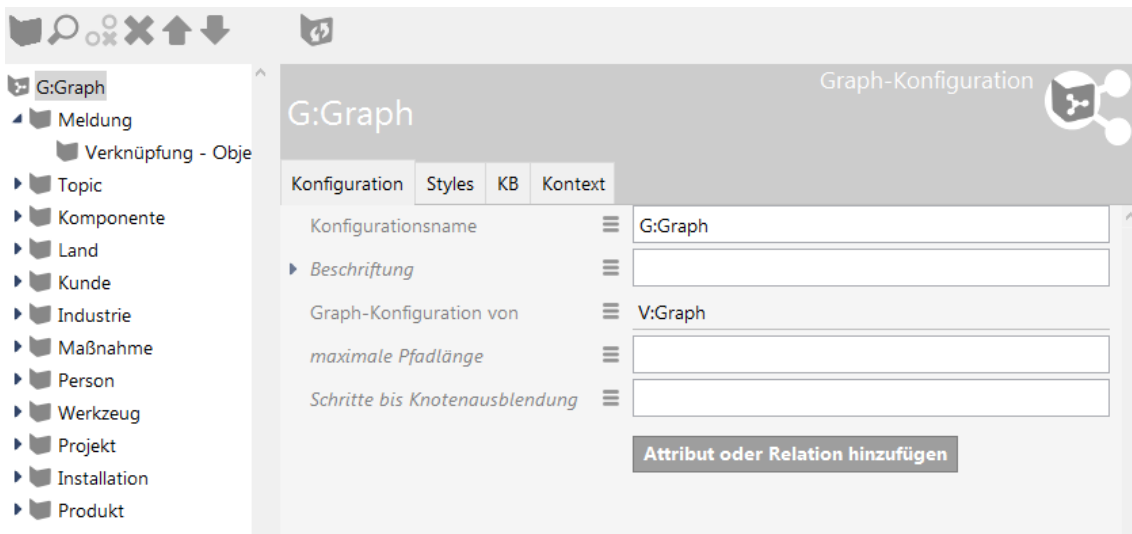 G:Graph
Meldung
Verknüpfung - Obje
Topic
Komponente
Land
Kunde
Industrie
Maßnahme
Person
Werkzeug
Projekt
Installation
Produkt
Graph-Konfiguration
G:Graph
Konfiguration Styles KB Kontext
Konfigurationsname G:Graph
Beschriftung
Graph-Konfiguration von V:Graph
maximale Pfadlänge
Schritte bis Knotenausblendung
Attribut oder Relation hinzufügen